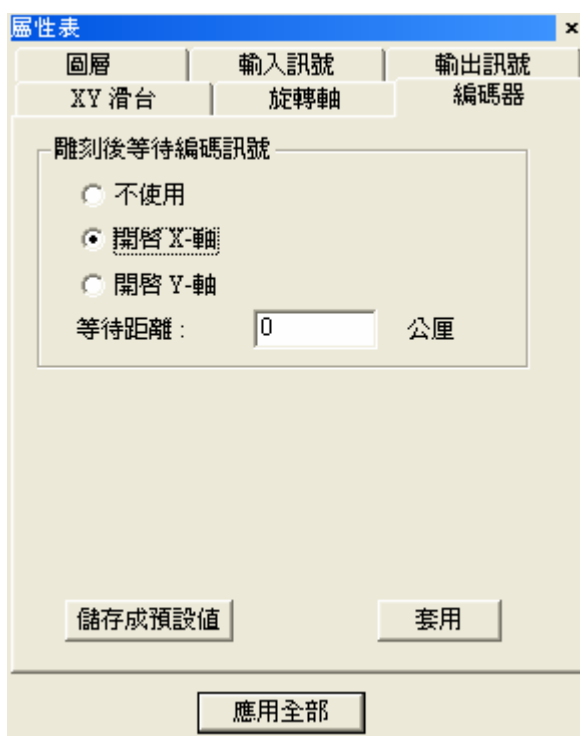 屬性表
圖層 輸入訊號 輸出訊號
XY 滑台 旋轉軸 編碼器
雕刻後等待編碼訊號
不使用
開啟 X-軸
開啟 Y-軸
等待距離 : 0 公厘
儲存成預設值 套用
應用全部